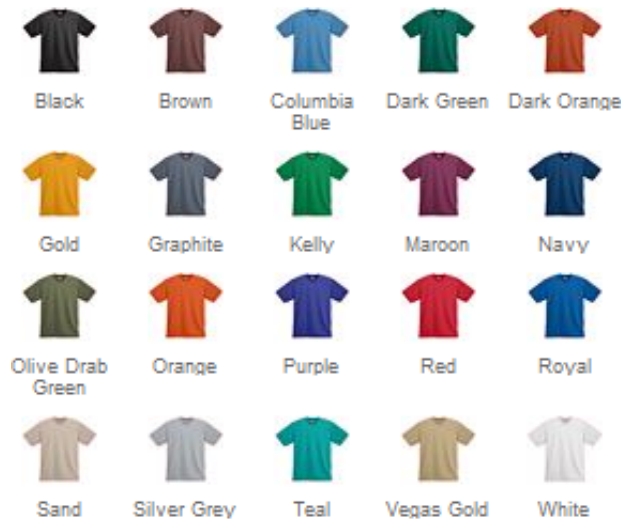 Black
Brown
Columbia
Blue
Dark Green
Dark Orange
Gold
Graphite
Kelly
Maroon
Navy
Olive Drab
Green
Orange
Purple
Red
Royal
Sand
Silver Grey
Teal
Vegas Gold
White